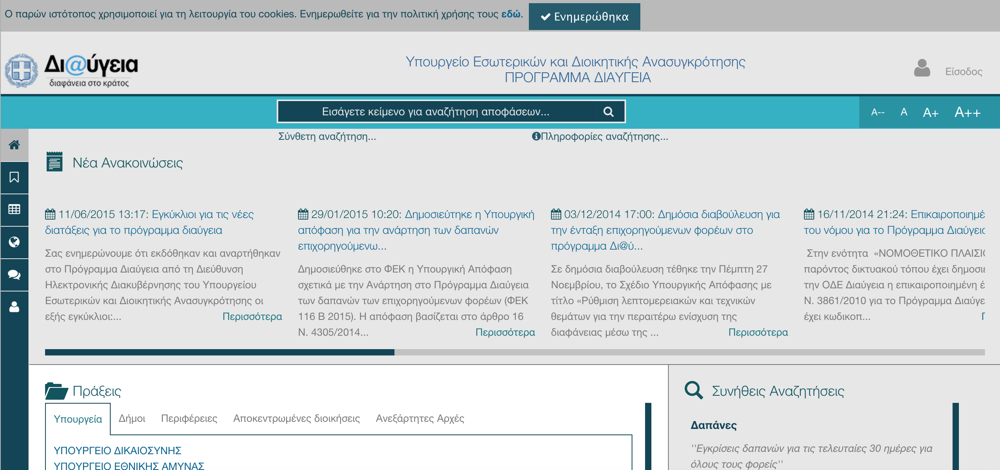 Ο παρών ιστότοπος χρησιμοποιεί για τη λειτουργία του cookies. Ενημερωθείτε για την πολιτική χρήσης τους εδώ.
Ενημερώθηκα
Δι@ύγεια
διαφάνεια στο κράτος
Υπουργείο Εσωτερικών και Διοικητικής Ανασυγκρότησης
ΠΡΟΓΡΑΜΜΑ ΔΙΑΥΓΕΙΑ
Είσοδος
Εισάγετε κείμενο για αναζήτηση αποφάσεων...
A-- A A+ A++
Σύνθετη αναζήτηση...
Πληροφορίες αναζήτησης...
Νέα Ανακοινώσεις
11/06/2015 13:17: Εγκύκλιοι για τις νέες
διατάξεις για το πρόγραμμα διαύγεια
Σας ενημερώνουμε ότι εκδόθηκαν και αναρτήθηκαν
στο Πρόγραμμα Διαύγεια από τη Διεύθυνση
Ηλεκτρονικής Διακυβέρνησης του Υπουργείου
Εσωτερικών και Διοικητικής Ανασυγκρότησης οι
εξής εγκύκλιοι:...
Περισσότερα
29/01/2015 10:20: Δημοσιεύτηκε η Υπουργική
απόφαση για την ανάρτηση των δαπανών
επιχορηγούμενω...
Δημοσιεύθηκε στο ΦΕΚ η Υπουργική Απόφαση
σχετικά με την Ανάρτηση στο Πρόγραμμα Διαύγεια
των δαπανών των επιχορηγούμενων φορέων (ΦΕΚ
116 Β 2015). Η απόφαση βασίζεται στο άρθρο 16
Ν. 4305/2014...
Περισσότερα
03/12/2014 17:00: Δημόσια διαβούλευση για
την ένταξη επιχορηγούμενων φορέων στο
πρόγραμμα Δι@ύ...
Σε δημόσια διαβούλευση τέθηκε την Πέμπτη 27
Νοεμβρίου, το Σχέδιο Υπουργικής Απόφασης με
τίτλο «Ρύθμιση λεπτομερειακών και τεχνικών
θεμάτων για την περαιτέρω ενίσχυση της
διαφάνειας μέσω της ...
Περισσότερα
16/11/2014 21:24: Επικαιροποιημέ
του νόμου για το Πρόγραμμα Διαύγεια
Στην ενότητα «ΝΟΜΟΘΕΤΙΚΟ ΠΛΑΙΣΙΟ
παρόντος δικτυακού τόπου έχει δημοσιε
την ΟΔΕ Διαύγεια η επικαιροποιημένη έ
Ν. 3861/2010 για το Πρόγραμμα Διαύγε
έχει κωδικοπ...
Πράξεις
Υπουργεία Δήμοι Περιφέρειες Αποκεντρωμένες διοικήσεις Ανεξάρτητες Αρχές
ΥΠΟΥΡΓΕΙΟ ΔΙΚΑΙΟΣΥΝΗΣ
ΥΠΟΥΡΓΕΙΟ ΕΘΝΙΚΗΣ ΑΜΥΝΑΣ
Συνήθεις Αναζητήσεις
Δαπάνες
''Εγκρίσεις δαπανών για τις τελευταίες 30 ημέρες για
όλους τους φορείς''